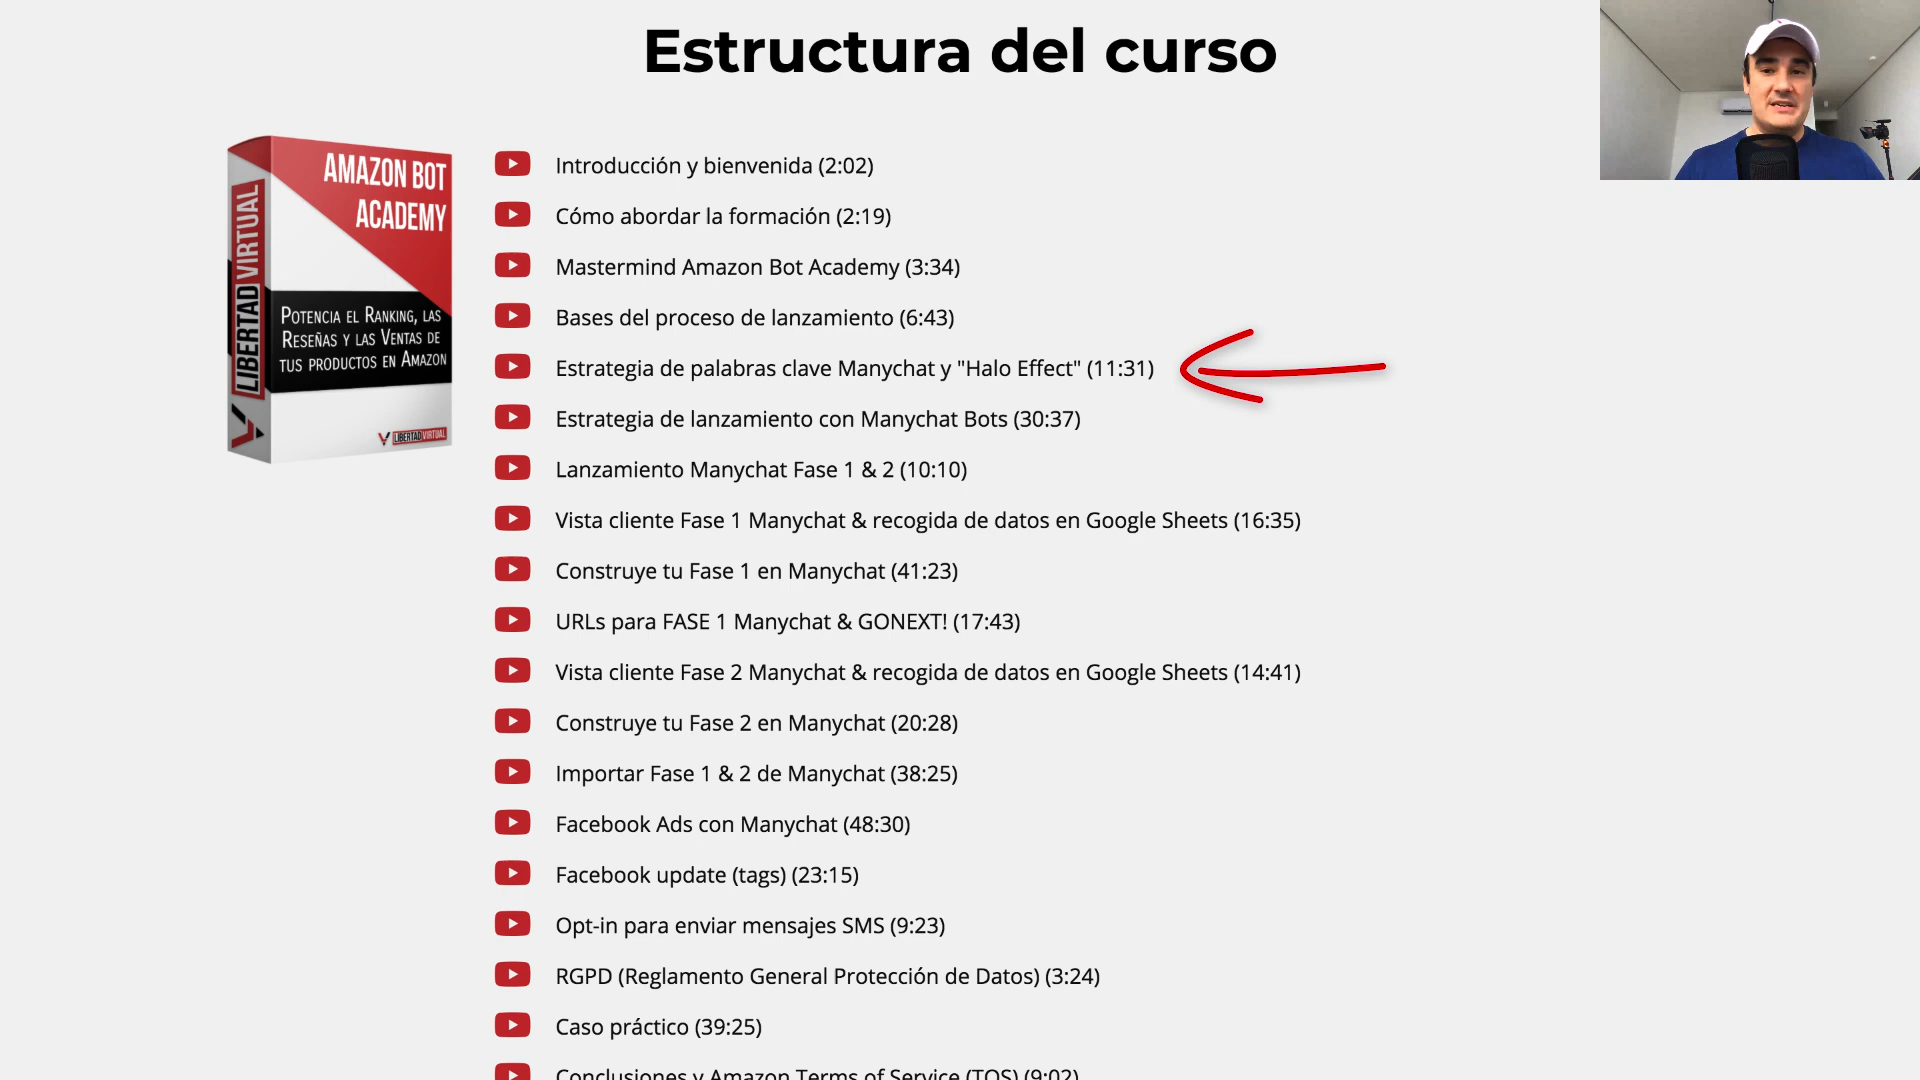 Estructura del curso
AMAZON BOT
ACADEMY
LIBERTAD VIRTUAL
POTENCIA EL RANKING, LAS
RESEÑAS Y LAS VENTAS DE
TUS PRODUCTOS EN AMAZON
LIBERTAD VIRTUAL
Introducción y bienvenida (2:02)
Cómo abordar la formación (2:19)
Mastermind Amazon Bot Academy (3:34)
Bases del proceso de lanzamiento (6:43)
Estrategia de palabras clave Manychat y "Halo Effect" (11:31)
Estrategia de lanzamiento con Manychat Bots (30:37)
Lanzamiento Manychat Fase 1 & 2 (10:10)
Vista cliente Fase 1 Manychat & recogida de datos en Google Sheets (16:35)
Construye tu Fase 1 en Manychat (41:23)
URLs para FASE 1 Manychat & GONEXT! (17:43)
Vista cliente Fase 2 Manychat & recogida de datos en Google Sheets (14:41)
Construye tu Fase 2 en Manychat (20:28)
Importar Fase 1 & 2 de Manychat (38:25)
Facebook Ads con Manychat (48:30)
Facebook update (tags) (23:15)
Opt-in para enviar mensajes SMS (9:23)
RGPD (Reglamento General Protección de Datos) (3:24)
Caso práctico (39:25)
Conclusiones y Amazon Terms of Service (TOS) (9:02)